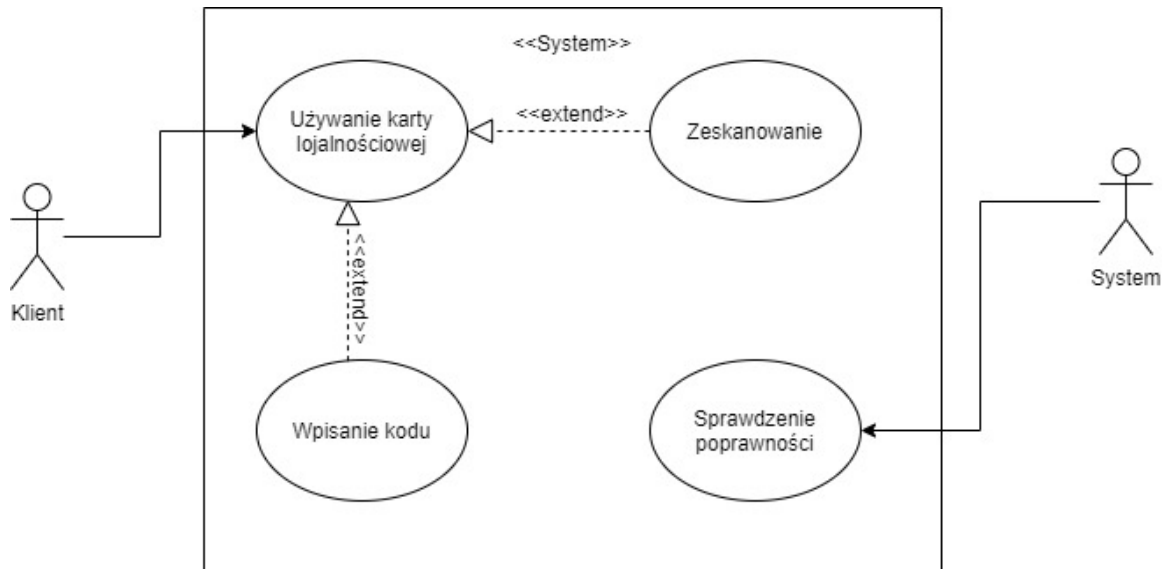 <<System>>
Używanie karty
lojalnościowej
<<extend>>
Zeskanowanie
<<extend>>
Klient
System
Wpisanie kodu
Sprawdzenie
poprawności